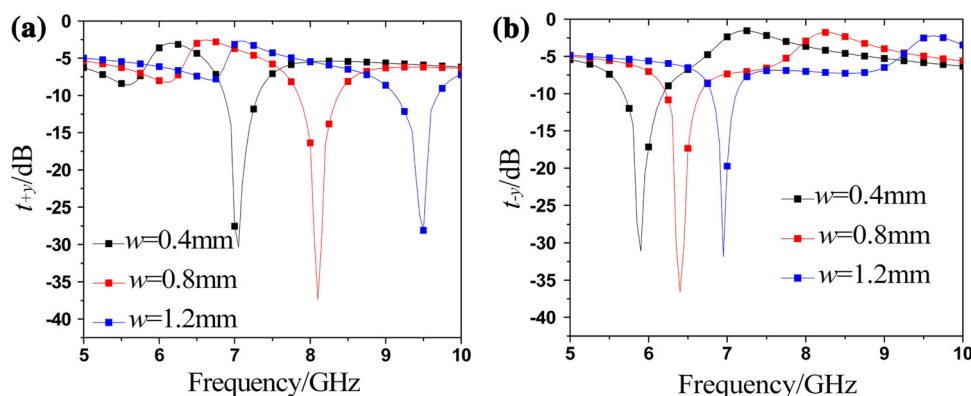 (a)
0
-5
-10
-15
-20
-25
-30
-35
-40
t+y/dB
w=0.4mm
w=0.8mm
w=1.2mm
5 6 7 8 9 10
Frequency/GHz
(b)
0
-5
-10
-15
-20
-25
-30
-35
-40
t-y/dB
w=0.4mm
w=0.8mm
w=1.2mm
5 6 7 8 9 10
Frequency/GHz